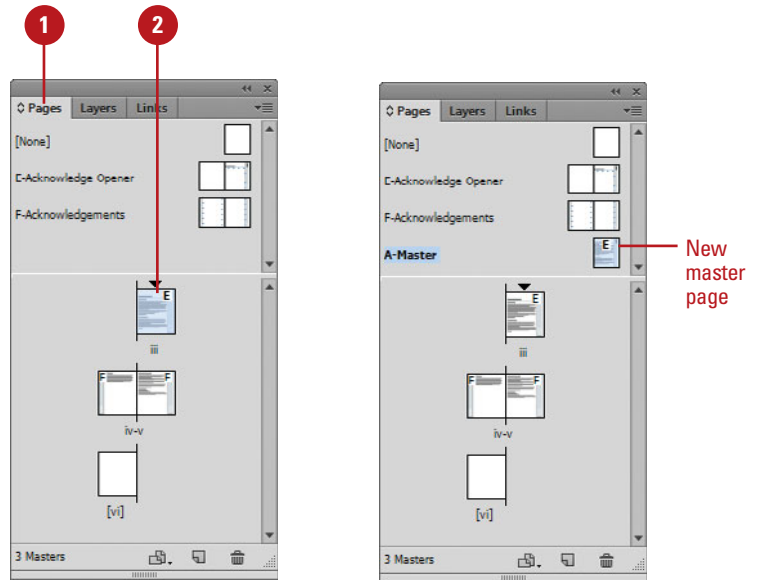 1
2
Pages Layers Links
[None]
E-Acknowledge Opener
F-Acknowledgements
E
iii
F F
iv-v
[vi]
3 Masters
Pages Layers Links
[None]
E-Acknowledge Opener
F-Acknowledgements
A-Master
E
New
master
page
E
iii
F F
iv-v
[vi]
3 Masters